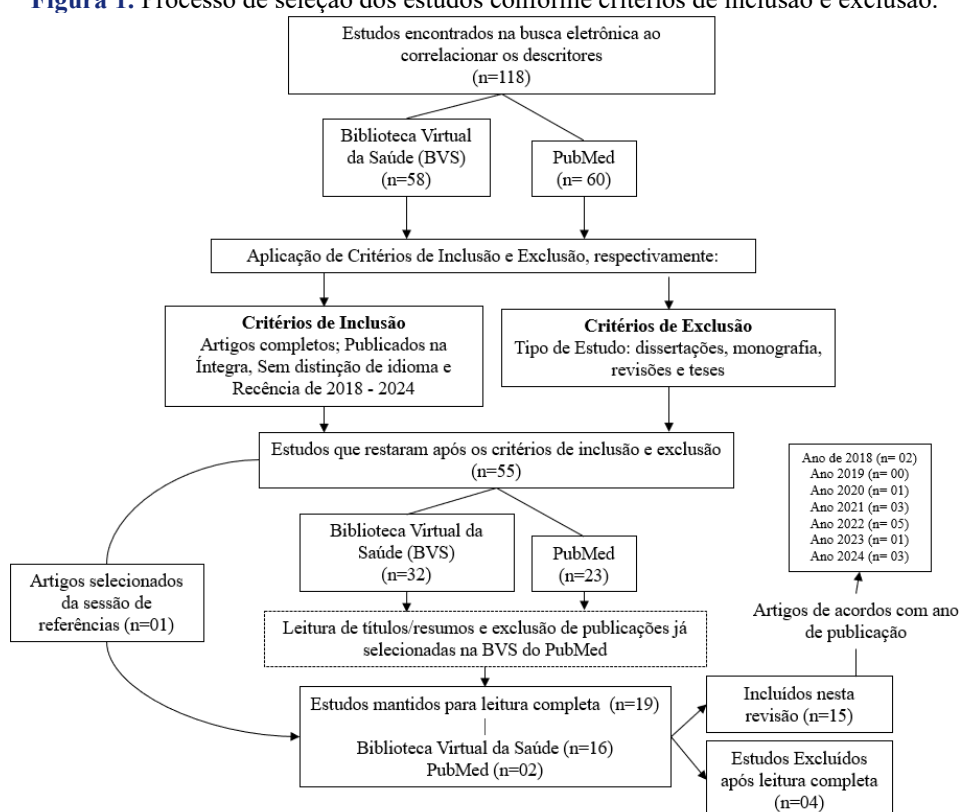 Figura 1. Processo de seleção dos estudos conforme critérios de inclusão e exclusão.
Estudos encontrados na busca eletrônica ao
correlacionar os descritores
(n=118)
Biblioteca Virtual
da Saúde (BVS)
(n=58)
PubMed
(n= 60)
Aplicação de Critérios de Inclusão e Exclusão, respectivamente:
Critérios de Inclusão
Artigos completos; Publicados na
Íntegra, Sem distinção de idioma e
Recência de 2018 - 2024
Critérios de Exclusão
Tipo de Estudo: dissertações, monografia,
revisões e teses
Estudos que restaram após os critérios de inclusão e exclusão
(n=55)
Biblioteca Virtual da
Saúde (BVS)
(n=32)
PubMed
(n=23)
Ano de 2018 (n= 02)
Ano 2019 (n= 00)
Ano 2020 (n= 01)
Ano 2021 (n= 03)
Ano 2022 (n= 05)
Ano 2023 (n= 01)
Ano 2024 (n= 03)
Artigos selecionados
da sessão de
referências (n=01)
Leitura de títulos/resumos e exclusão de publicações já
selecionadas na BVS do PubMed
Artigos de acordos com ano
de publicação
Estudos mantidos para leitura completa (n=19)
Biblioteca Virtual da Saúde (n=16)
PubMed (n=02)
Incluídos nesta
revisão (n=15)
Estudos Excluídos
após leitura completa
(n=04)